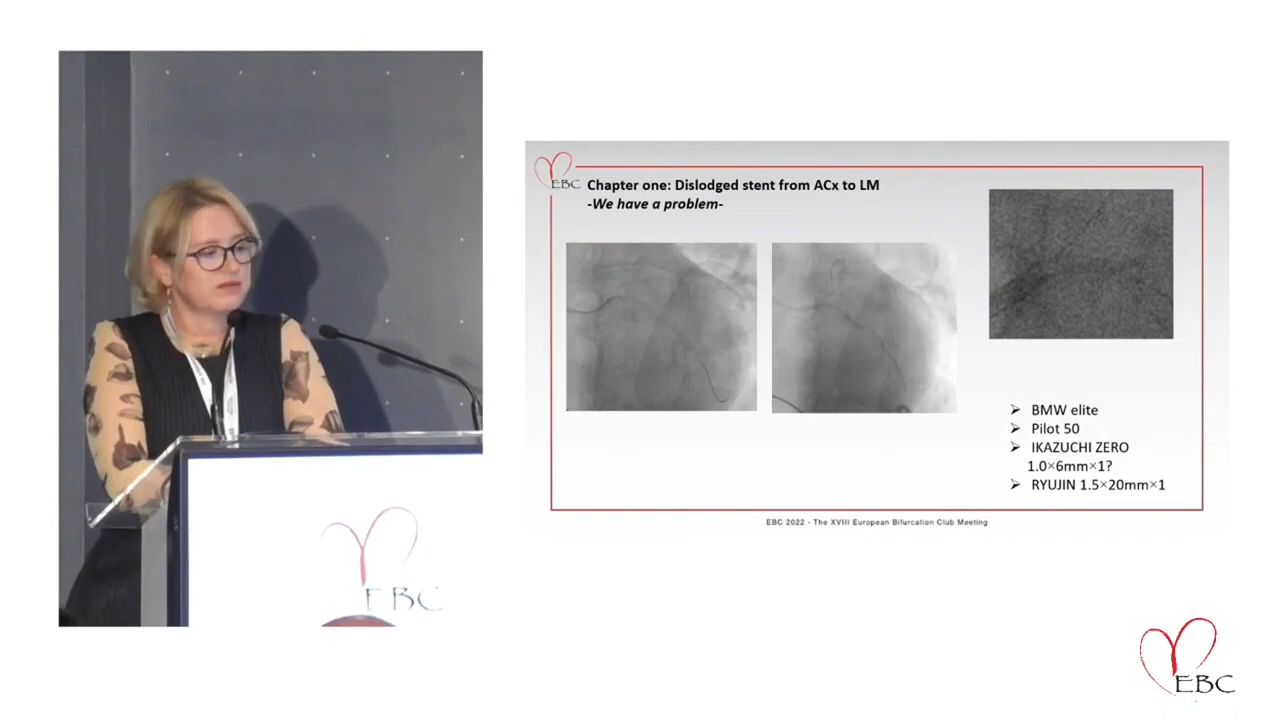 EBC
Chapter one: Dislodged stent from ACx to LM
-We have a problem-
BMW elite
Pilot 50
IKAZUCHI ZERO
1.0×6mm×1?
RYUJIN 1.5×20mm×1
EBC 2022 - The XVIII European Bifurcation Club Meeting
EBC
EBC